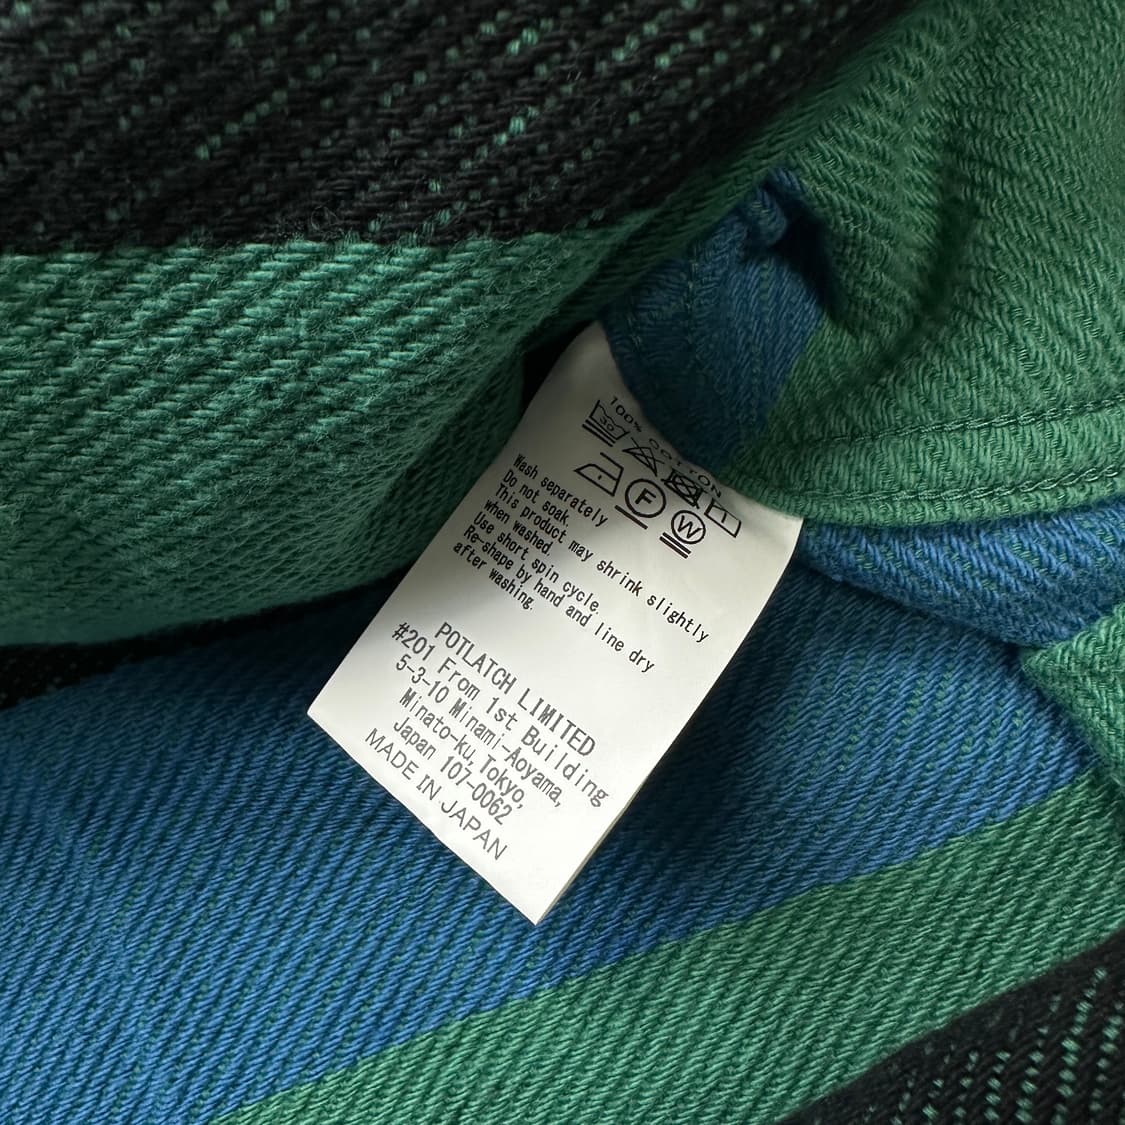 100% COTTON
30
F W
Wash separately
Do not soak.
This product may shrink slightly
when washed.
Use short spin cycle.
Re-shape by hand and line dry
after washing.
POTLATCH LIMITED
#201 From 1st Building
5-3-10 Minami-Aoyama,
Minato-ku, Tokyo,
Japan 107-0062
MADE IN JAPAN